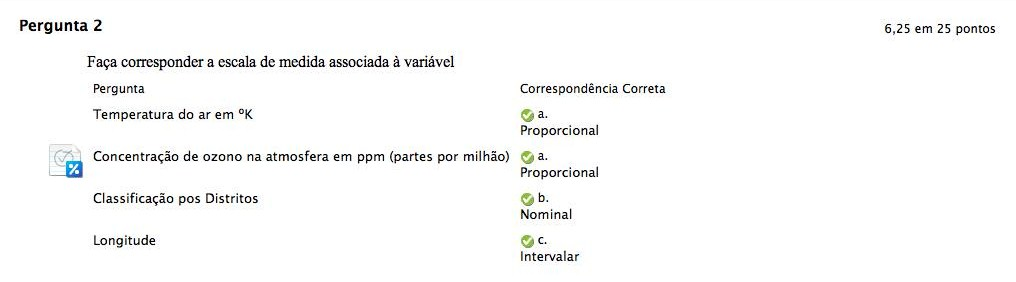 Pergunta 2
6,25 em 25 pontos
Faça corresponder a escala de medida associada à variável
Pergunta
Correspondência Correta
Temperatura do ar em ºK
a.
Proporcional
Concentração de ozono na atmosfera em ppm (partes por milhão)
a.
Proporcional
Classificação pos Distritos
b.
Nominal
Longitude
c.
Intervalar